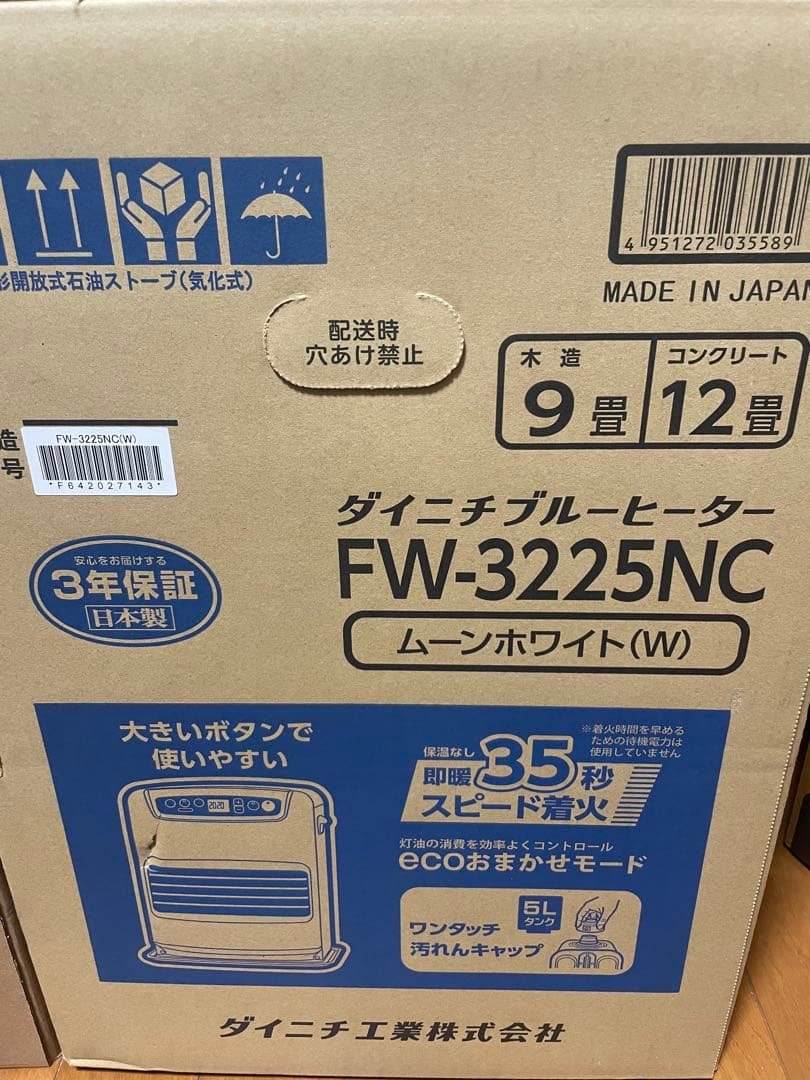 4 951272 035589
MADE IN JAPAN
形開放式石油ストーブ(気化式)
配送時
穴あけ禁止
木造
9畳
コンクリート
12畳
造
号
FW-3225NC(W)
*F642027143*
ダイニチブルーヒーター
FW-3225NC
ムーンホワイト(W)
安心をお届けする
3年保証
日本製
大きいボタンで
使いやすい
2020
※着火時間を早める
ための待機電力は
使用していません
保温なし
即暖35秒
スピード着火
灯油の消費を効率よくコントロール
ecoおまかせモード
ワンタッチ
汚れんキャップ
5L
タンク
ダイニチ工業株式会社